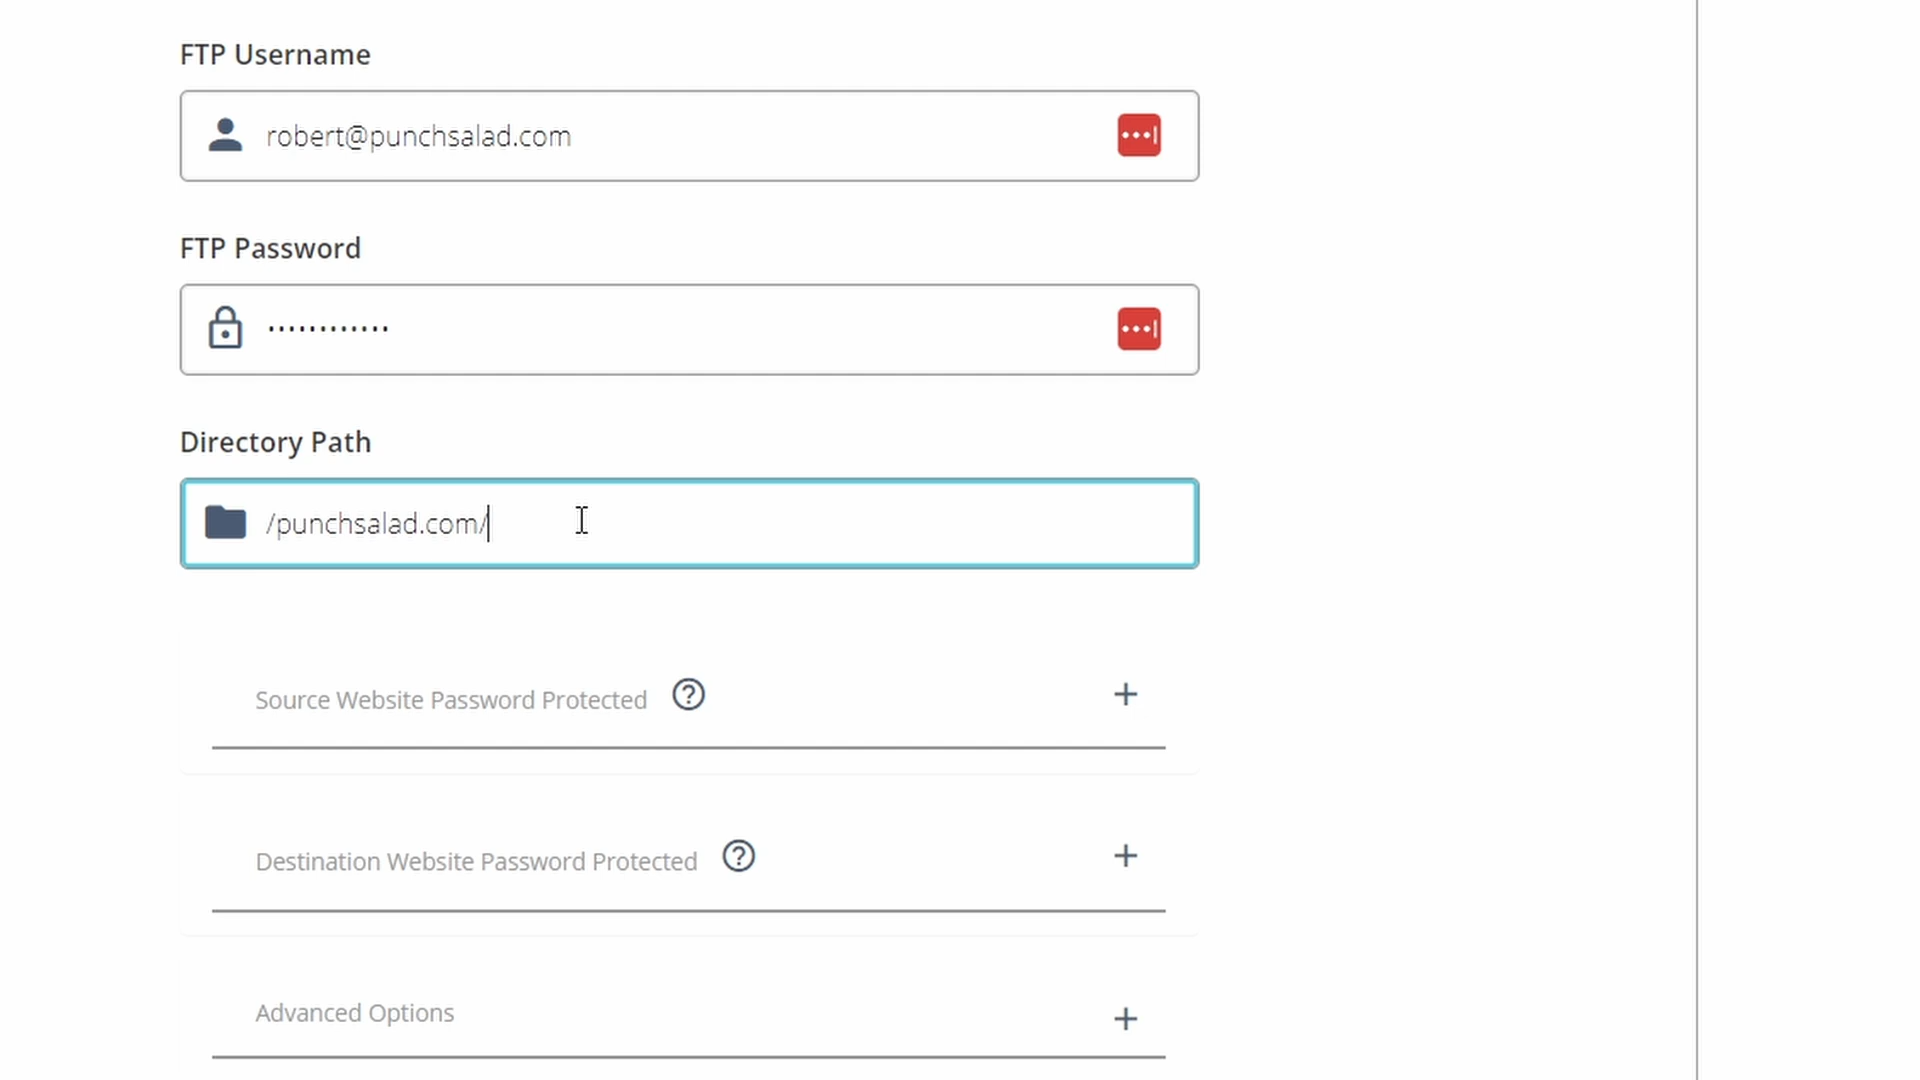 FTP Username
robert@punchsalad.com
FTP Password
••••••••••••
Directory Path
/punchsalad.com/
Source Website Password Protected
Destination Website Password Protected
Advanced Options